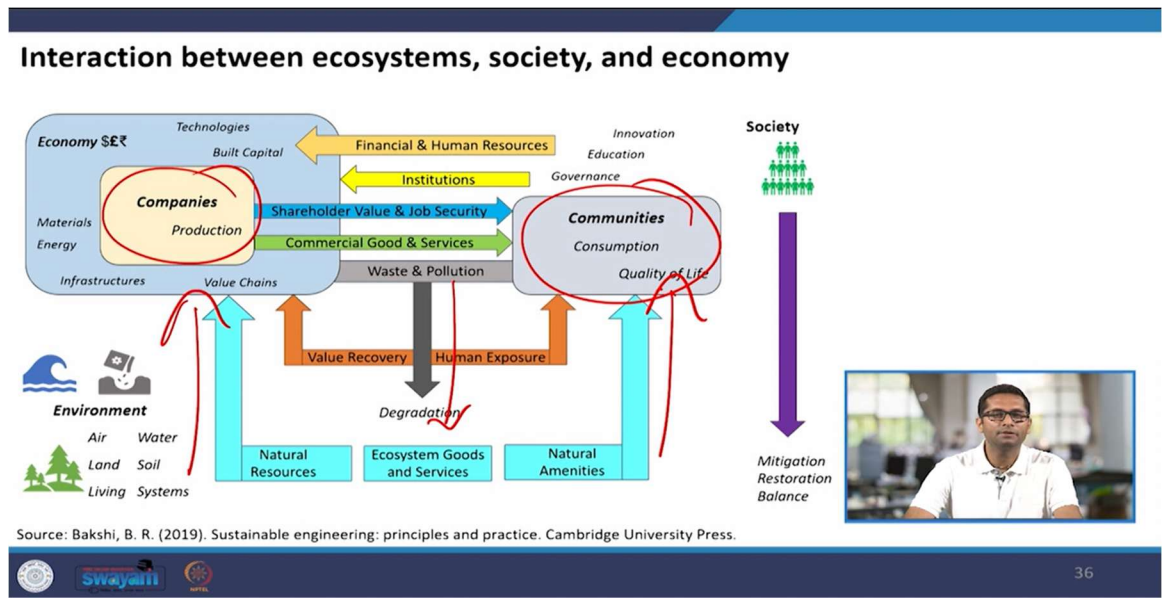 Interaction between ecosystems, society, and economy
Economy $£₹
Technologies
Built Capital
Companies
Production
Materials
Energy
Infrastructures
Value Chains
Financial & Human Resources
Institutions
Shareholder Value & Job Security
Commercial Good & Services
Waste & Pollution
Innovation
Education
Governance
Communities
Consumption
Quality of Life
Society
Value Recovery
Human Exposure
Degradation
Environment
Air Water
Land Soil
Living Systems
Natural
Resources
Ecosystem Goods
and Services
Natural
Amenities
Mitigation
Restoration
Balance
Source: Bakshi, B. R. (2019). Sustainable engineering: principles and practice. Cambridge University Press.
swayam
NPTEL
36